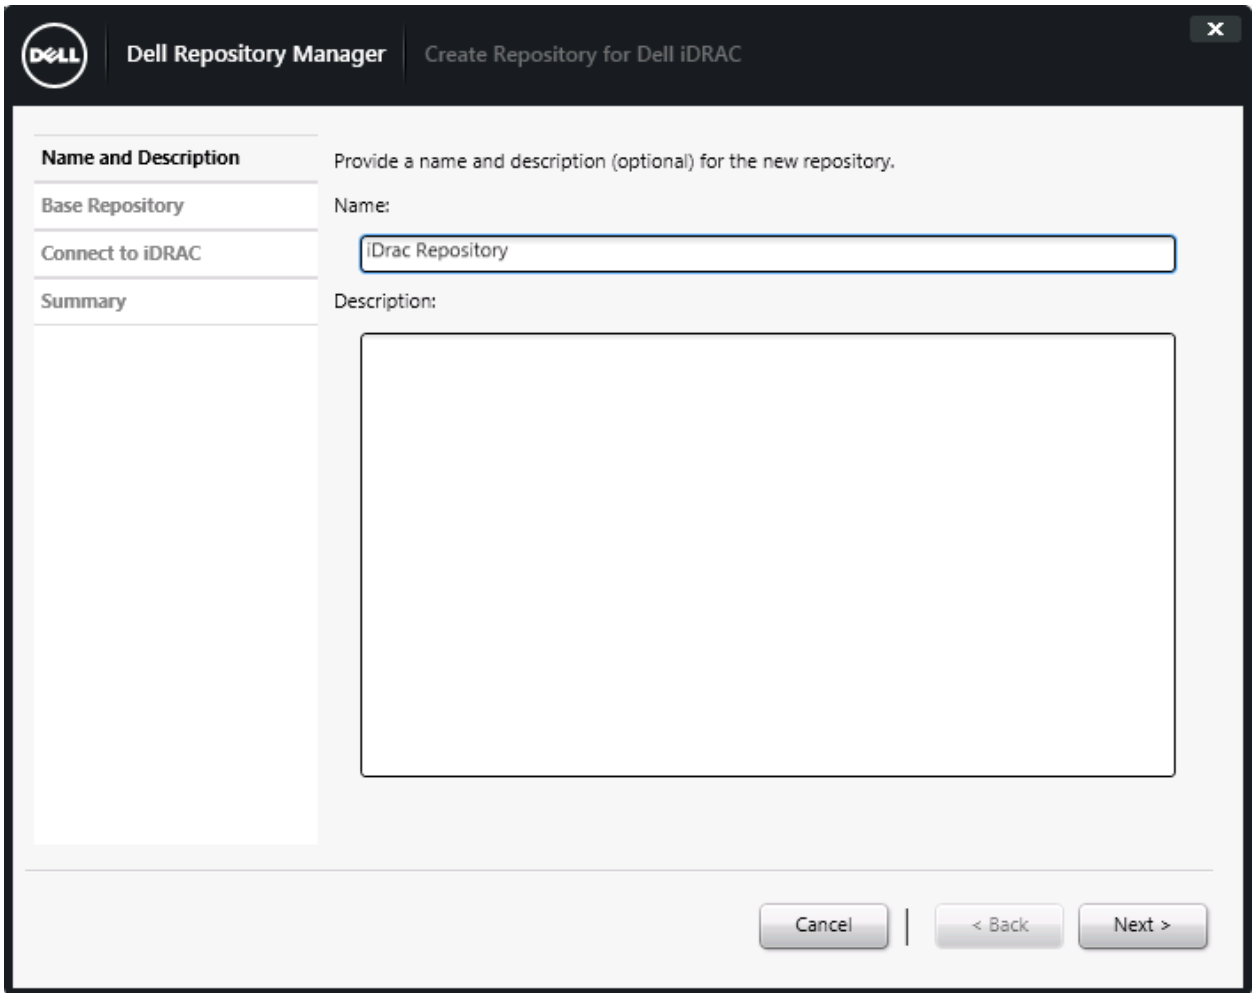 DELL
Dell Repository Manager
Create Repository for Dell iDRAC
x
Name and Description
Base Repository
Connect to iDRAC
Summary
Provide a name and description (optional) for the new repository.
Name:
iDrac Repository
Description:
Cancel
< Back
Next >